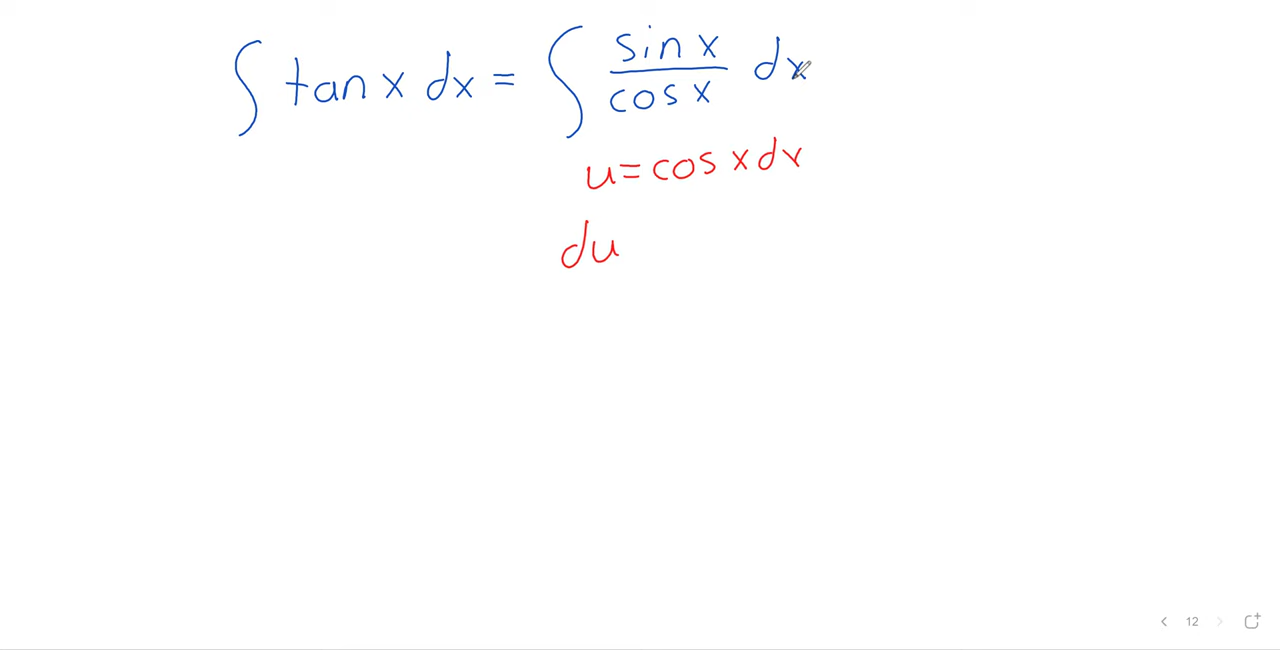 ∫ tan x dx = ∫ sin x / cos x dx
u = cos x dx
du
12